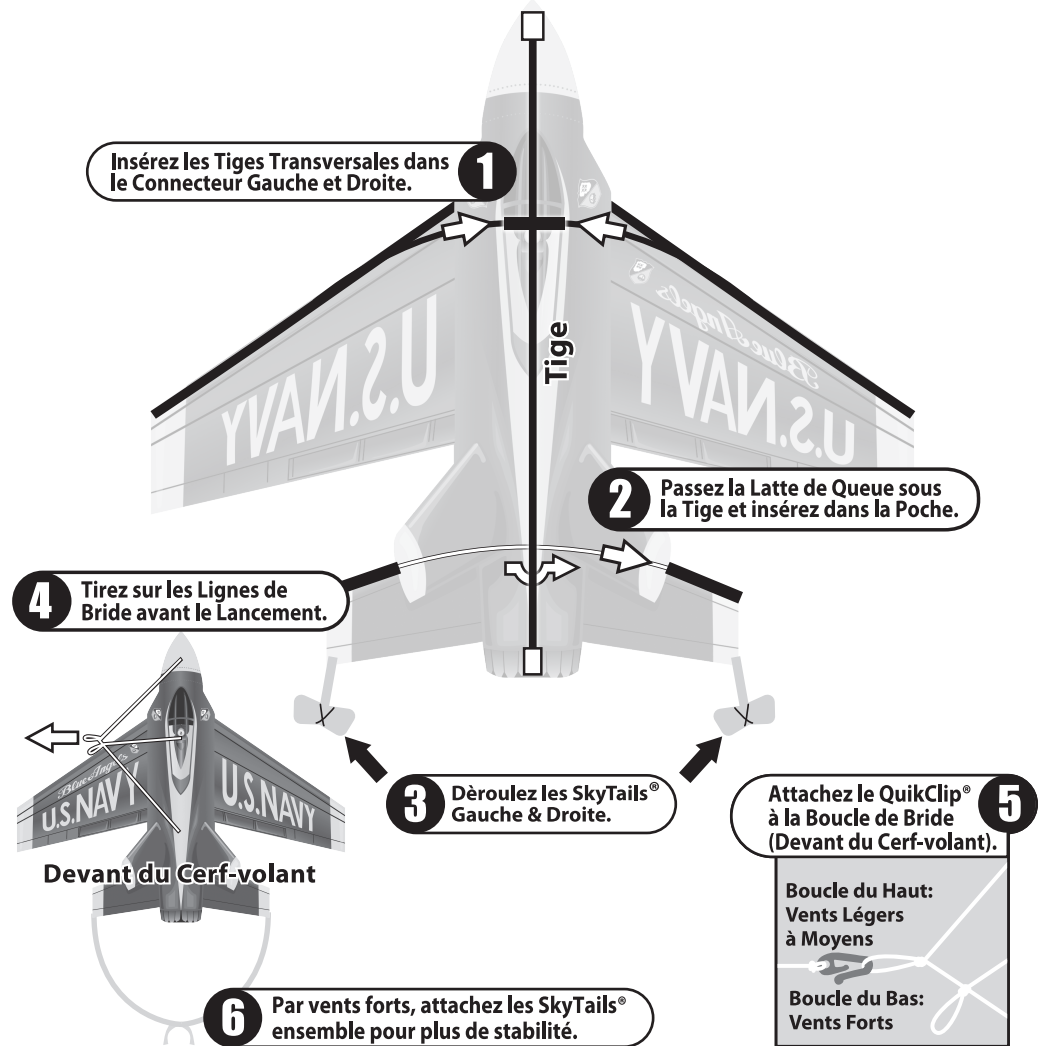 Insérez les Tiges Transversales dans
le Connecteur Gauche et Droite.
1
Tige
Blue Angels
U.S.NAVY
U.S.NAVY
2
Passez la Latte de Queue sous
la Tige et insérez dans la Poche.
4
Tirez sur les Lignes de
Bride avant le Lancement.
3
Dèroulez les SkyTails®
Gauche & Droite.
Blue Angels
U.S.NAVY
U.S.NAVY
Devant du Cerf-volant
Attachez le QuikClip®
à la Boucle de Bride
(Devant du Cerf-volant).
5
Boucle du Haut:
Vents Légers
à Moyens
Boucle du Bas:
Vents Forts
6
Par vents forts, attachez les SkyTails®
ensemble pour plus de stabilité.